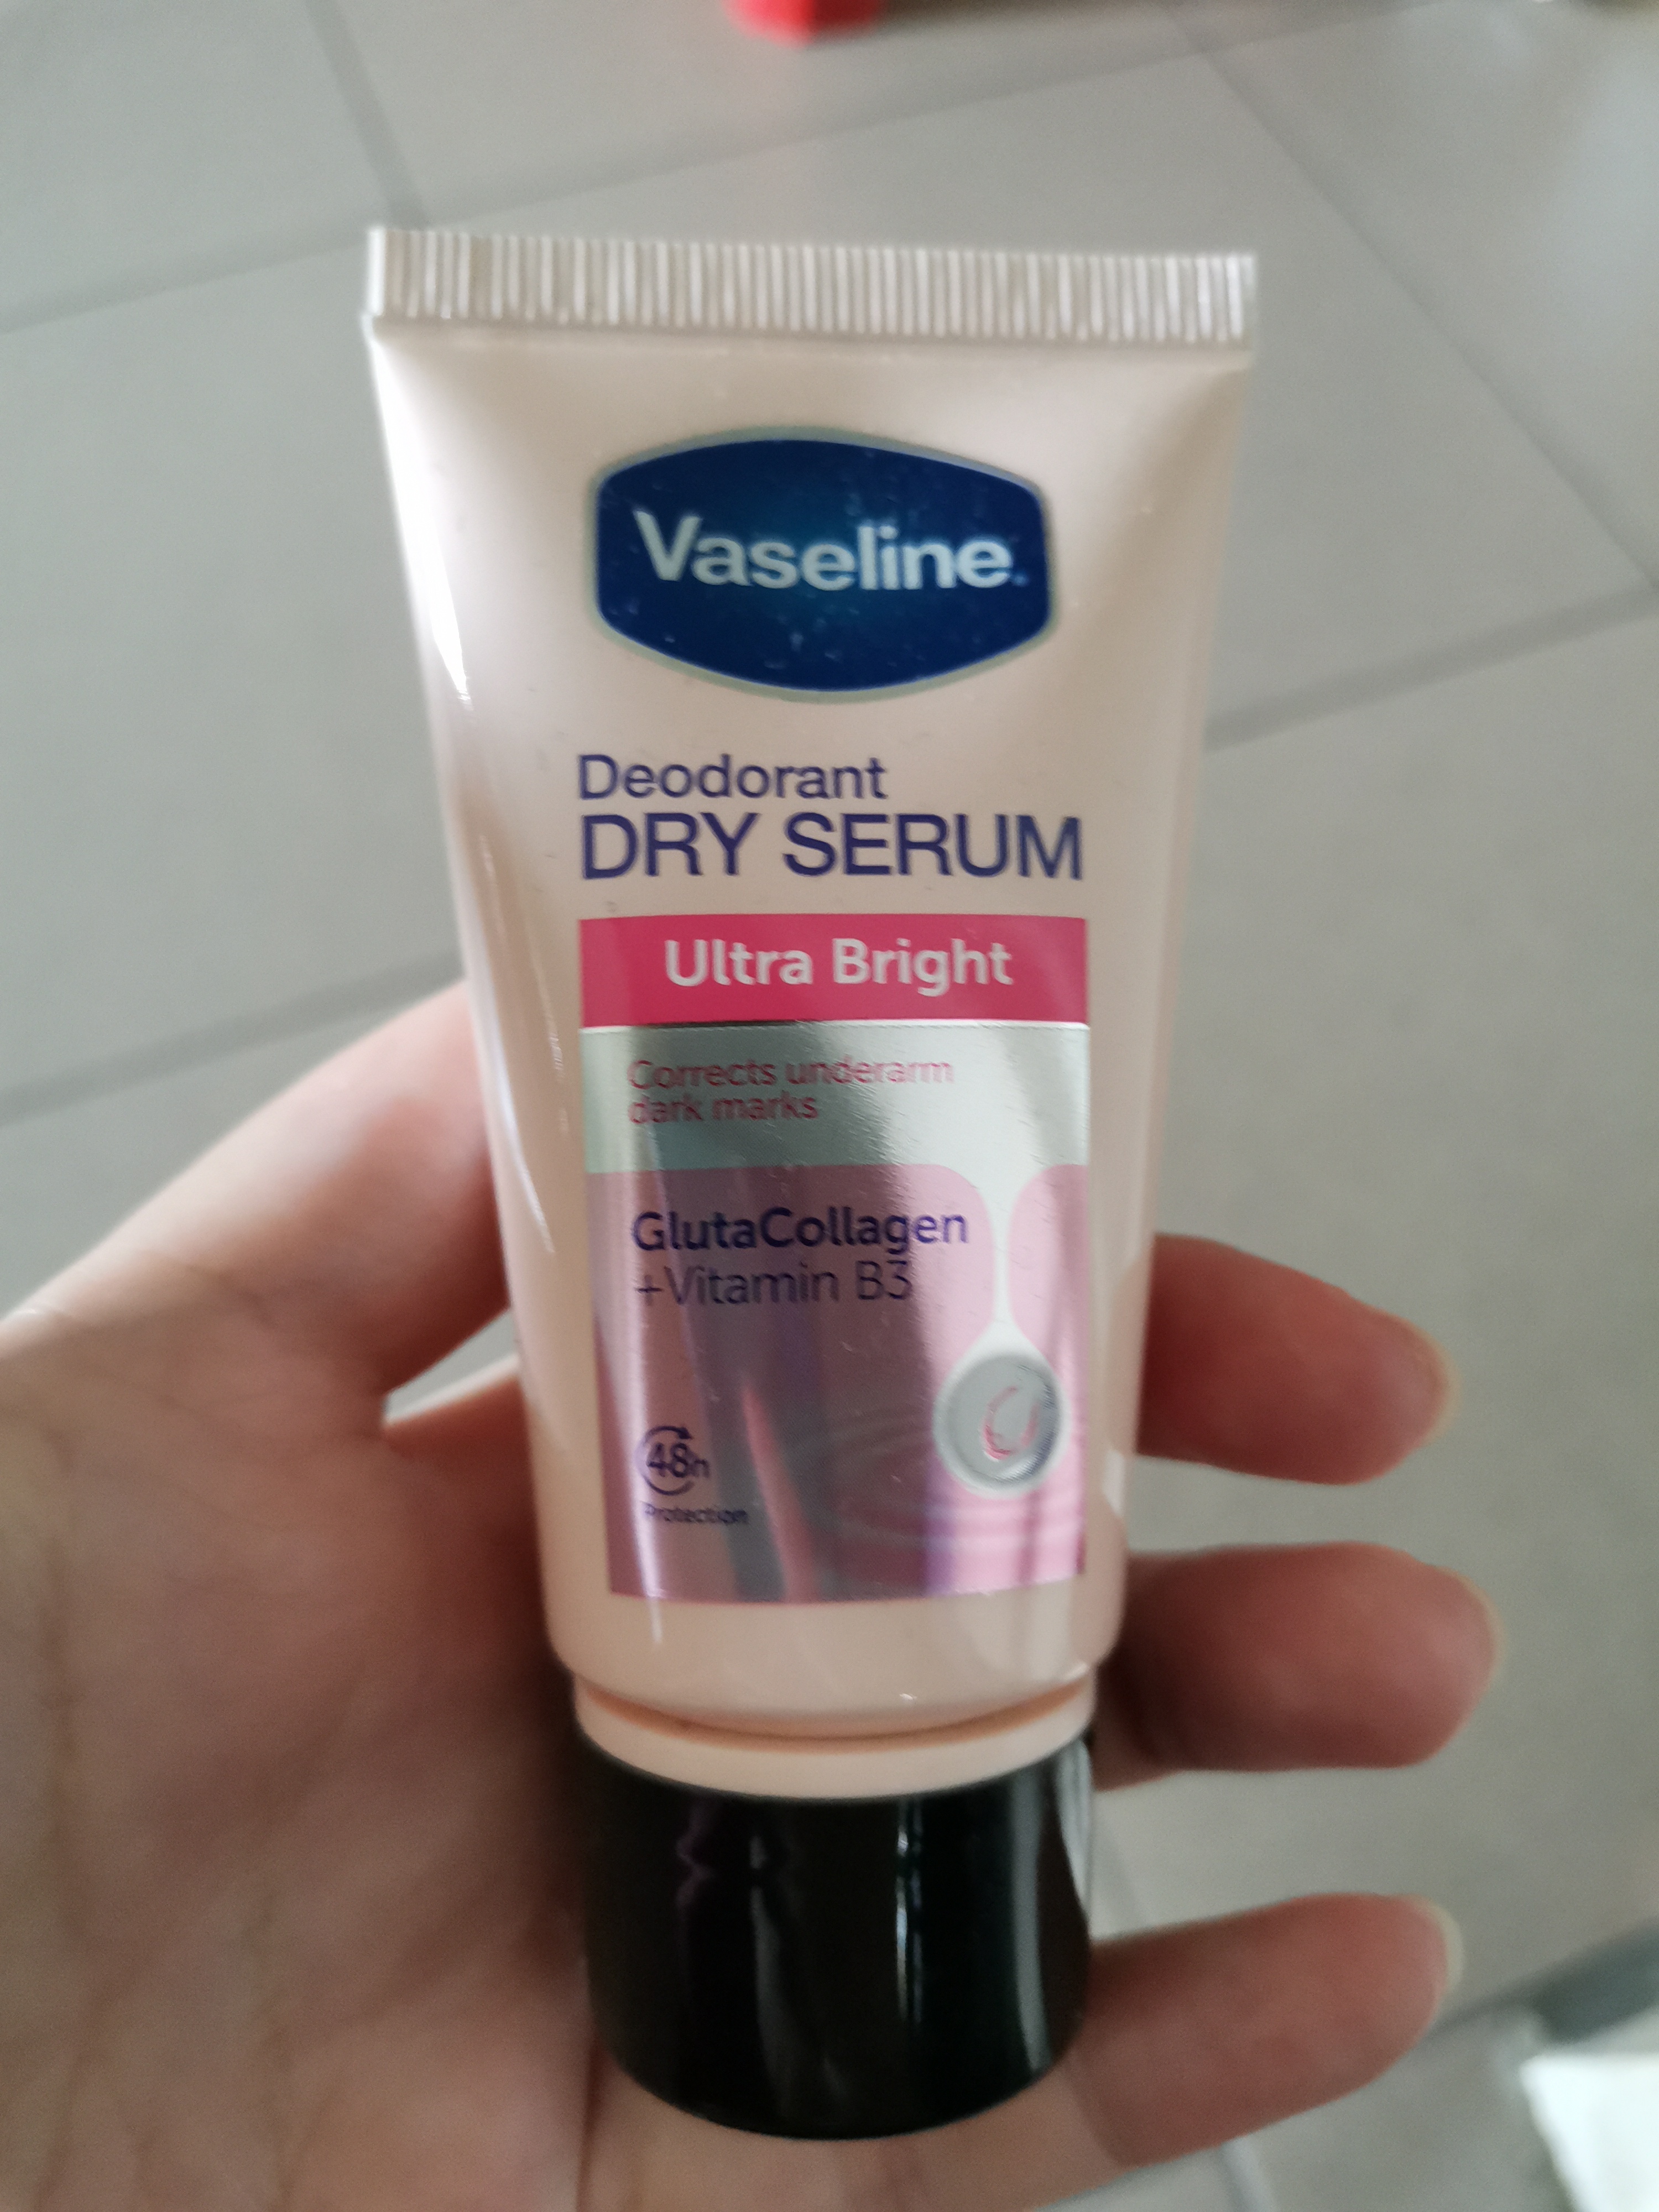 Vaseline
Deodorant
DRY SERUM
Ultra Bright
Corrects underarm
dark marks
GlutaCollagen
+Vitamin B3
48h
Protection